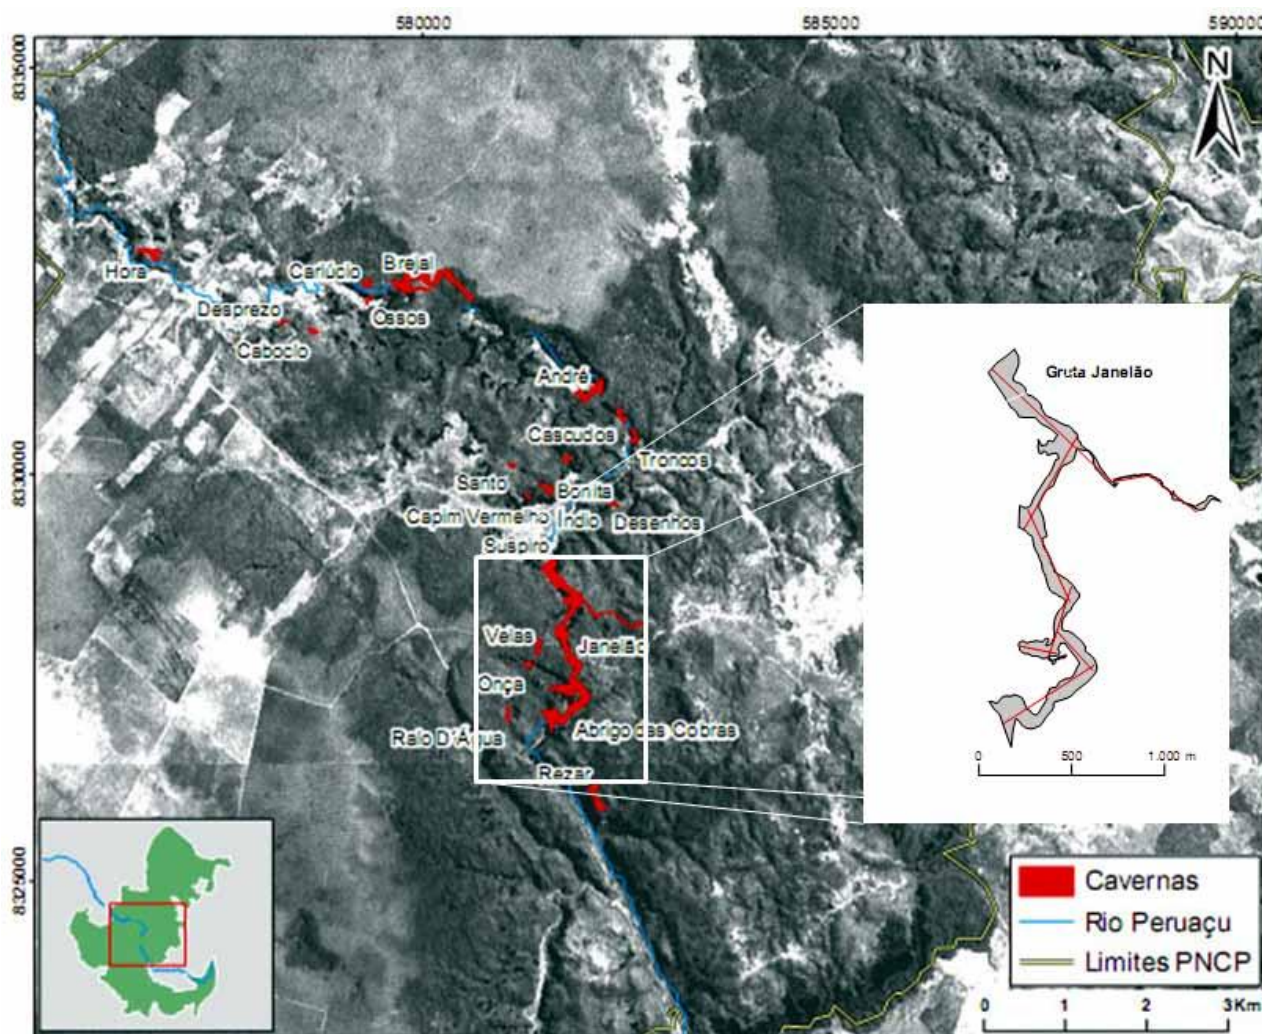 580000
585000
590000
8335000
N
Brejal
Carlúcio
Hora
Desprezo
Ossos
Caboclo
Gruta Janelão
André
Cascudos
Troncos
8330000
Santo
Bonita
Capim Vermelho
Índio
Desenhos
Suspiro
Velas
Janelão
Onça
Abrigo das Cobras
Ralo D'Água
0 500 1.000 m
Rezar
8325000
Cavernas
Rio Peruaçu
Limites PNCP
0 1 2 3Km